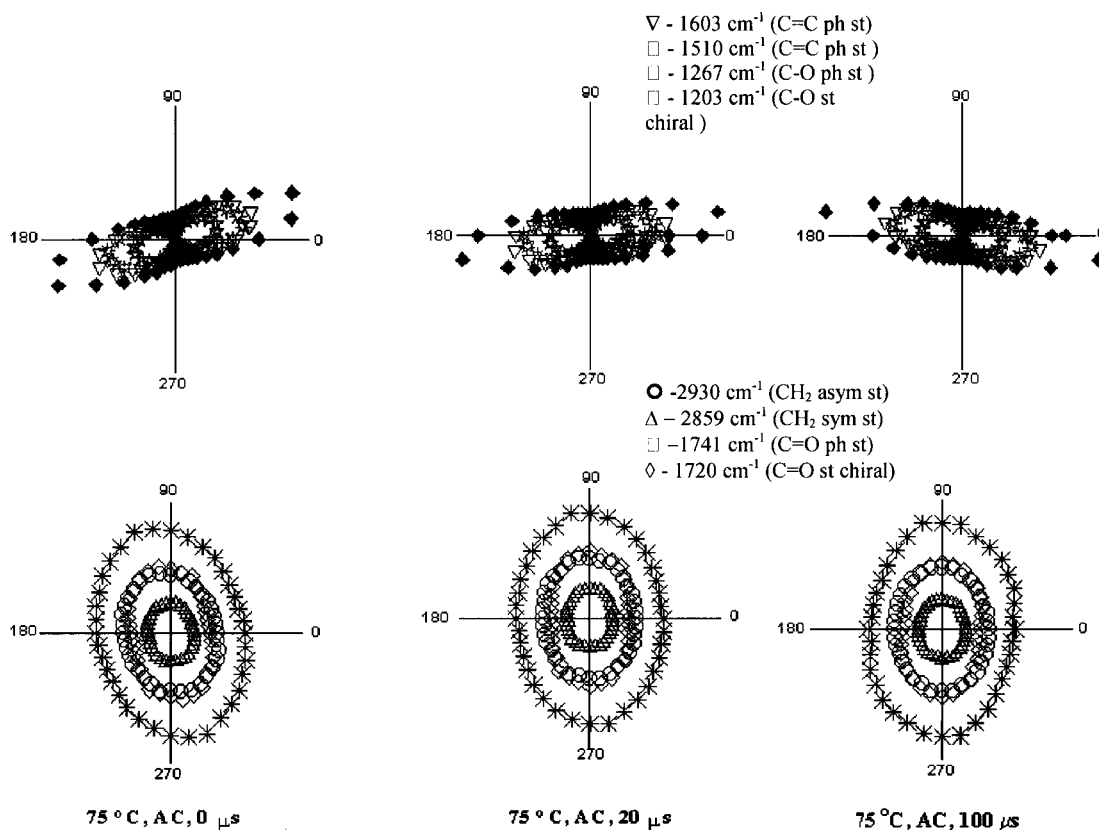 ▽ - 1603 cm⁻¹ (C=C ph st)
□ - 1510 cm⁻¹ (C=C ph st )
□ - 1267 cm⁻¹ (C-O ph st )
□ - 1203 cm⁻¹ (C-O st
chiral )
90
180
0
270
90
180
0
270
90
180
0
270
O -2930 cm⁻¹ (CH₂ asym st)
Δ – 2859 cm⁻¹ (CH₂ sym st)
□ –1741 cm⁻¹ (C=O ph st)
◊ - 1720 cm⁻¹ (C=O st chiral)
90
180
0
270
90
180
0
270
90
180
0
270
75 °C, AC, 0 μs
75 °C, AC, 20 μs
75 °C, AC, 100 μs